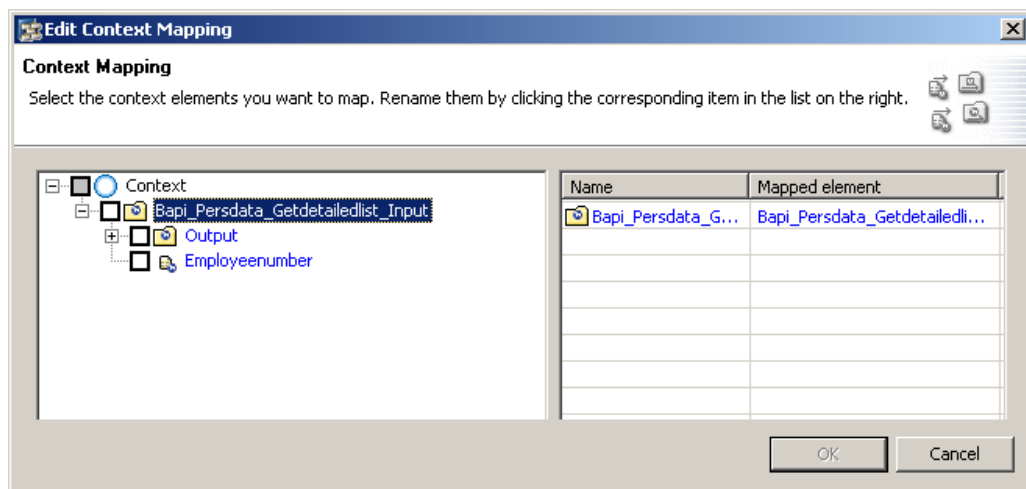 Edit Context Mapping
Context Mapping
Select the context elements you want to map. Rename them by clicking the corresponding item in the list on the right.
Context
Bapi_Persdata_Getdetailedlist_Input
Output
Employeenumber
Name Mapped element
Bapi_Persdata_G... Bapi_Persdata_Getdetailedli...
OK Cancel